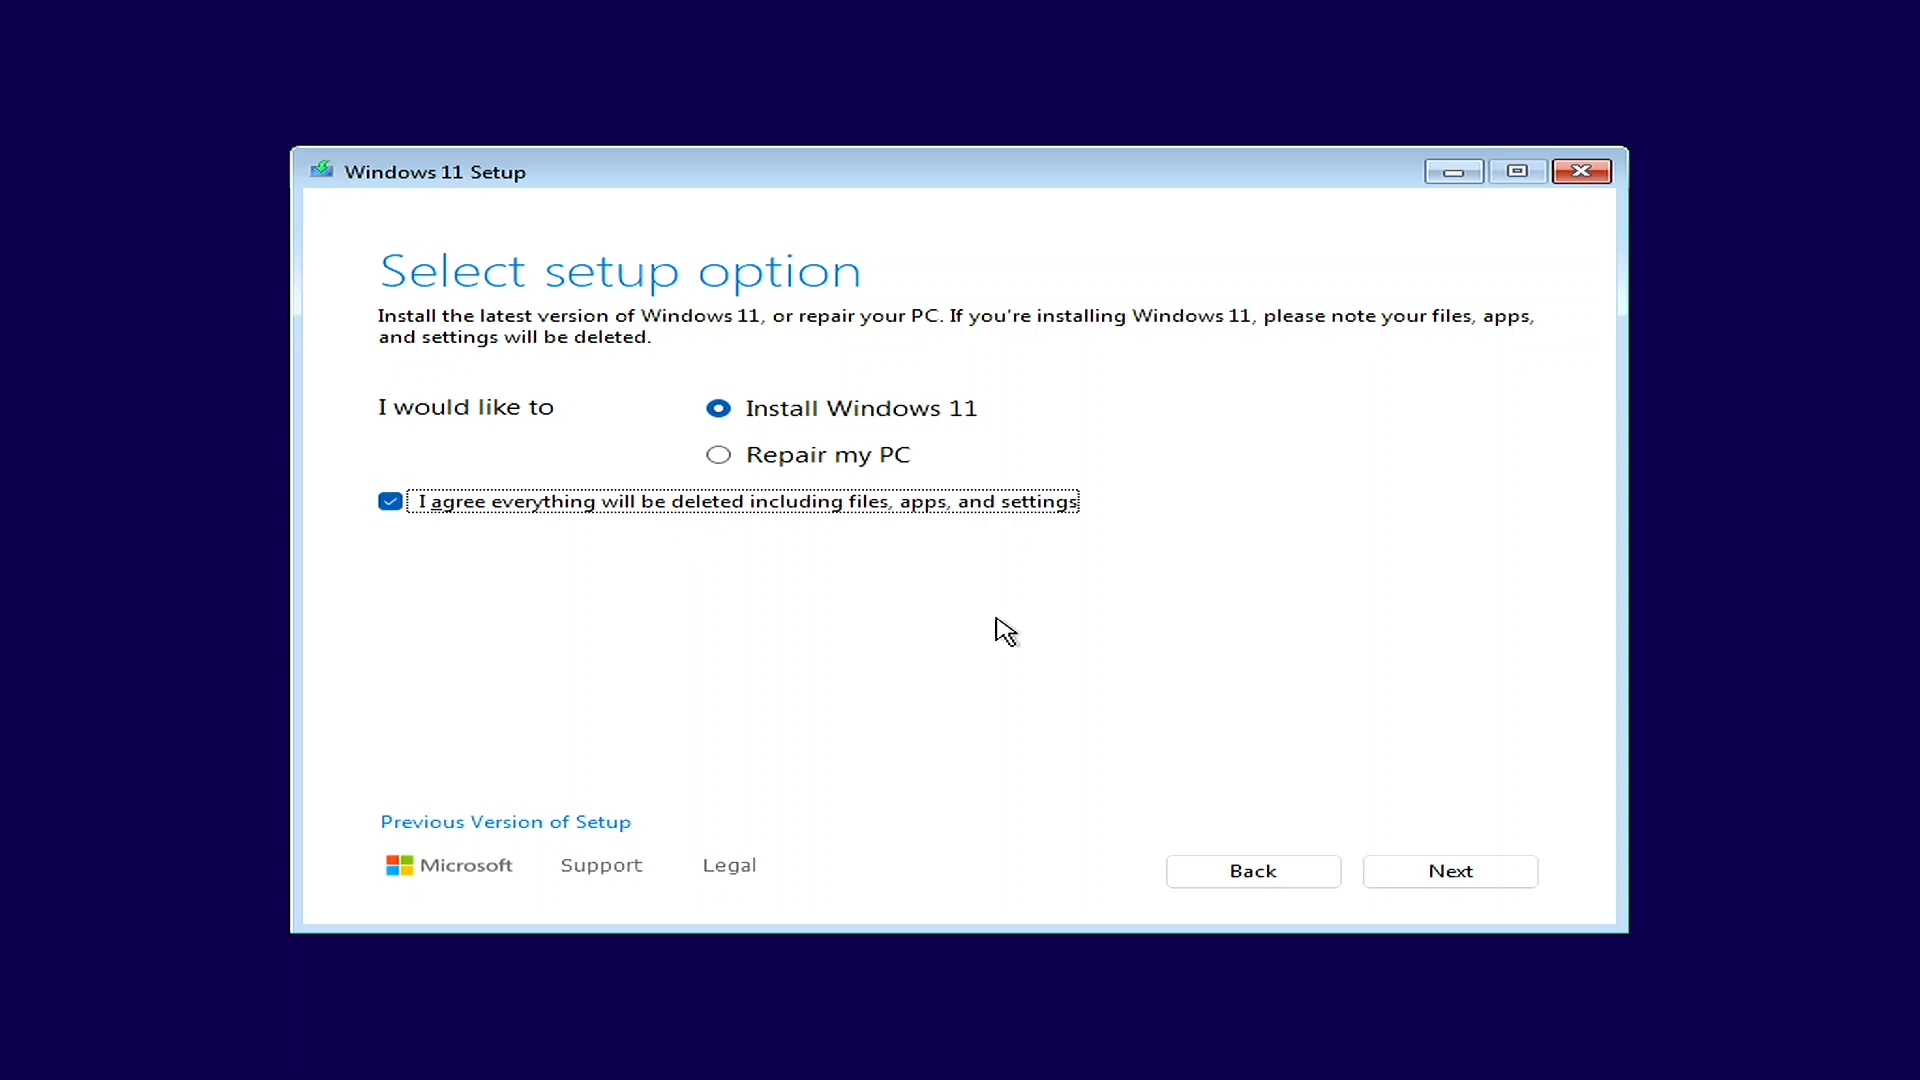 Windows 11 Setup
Select setup option
Install the latest version of Windows 11, or repair your PC. If you're installing Windows 11, please note your files, apps,
and settings will be deleted.
I would like to
Install Windows 11
Repair my PC
I agree everything will be deleted including files, apps, and settings
Previous Version of Setup
Microsoft Support Legal
Back Next